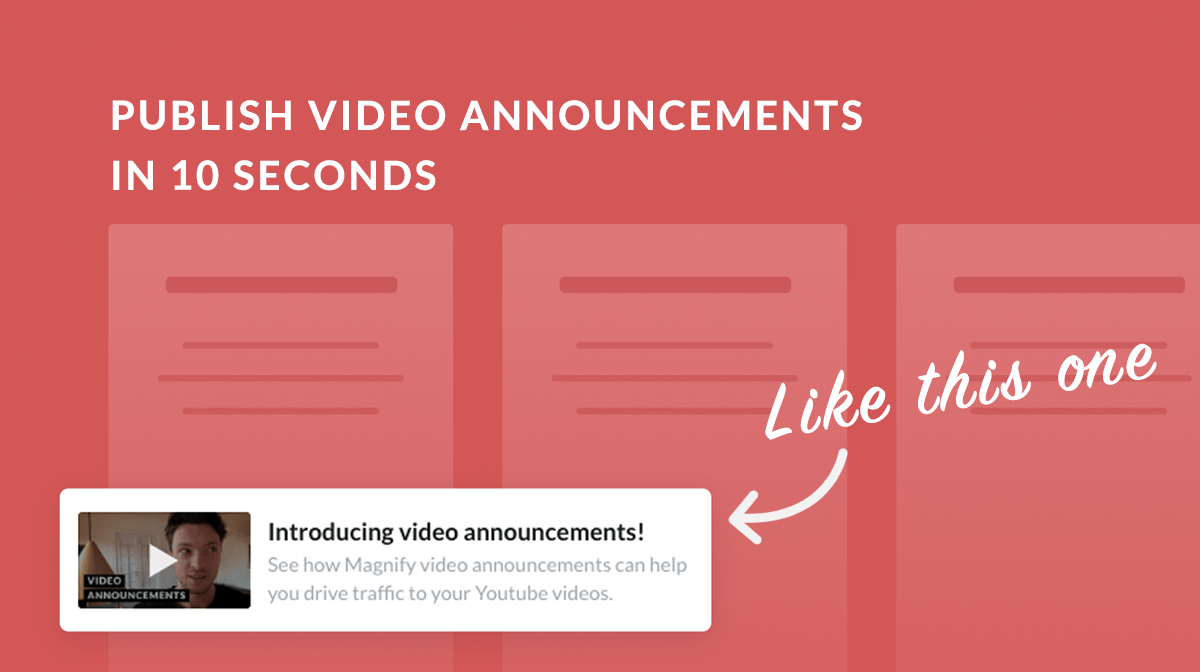 PUBLISH VIDEO ANNOUNCEMENTS
IN 10 SECONDS
Like this one
Introducing video announcements!
See how Magnify video announcements can help
you drive traffic to your Youtube videos.
VIDEO
ANNOUNCEMENTS